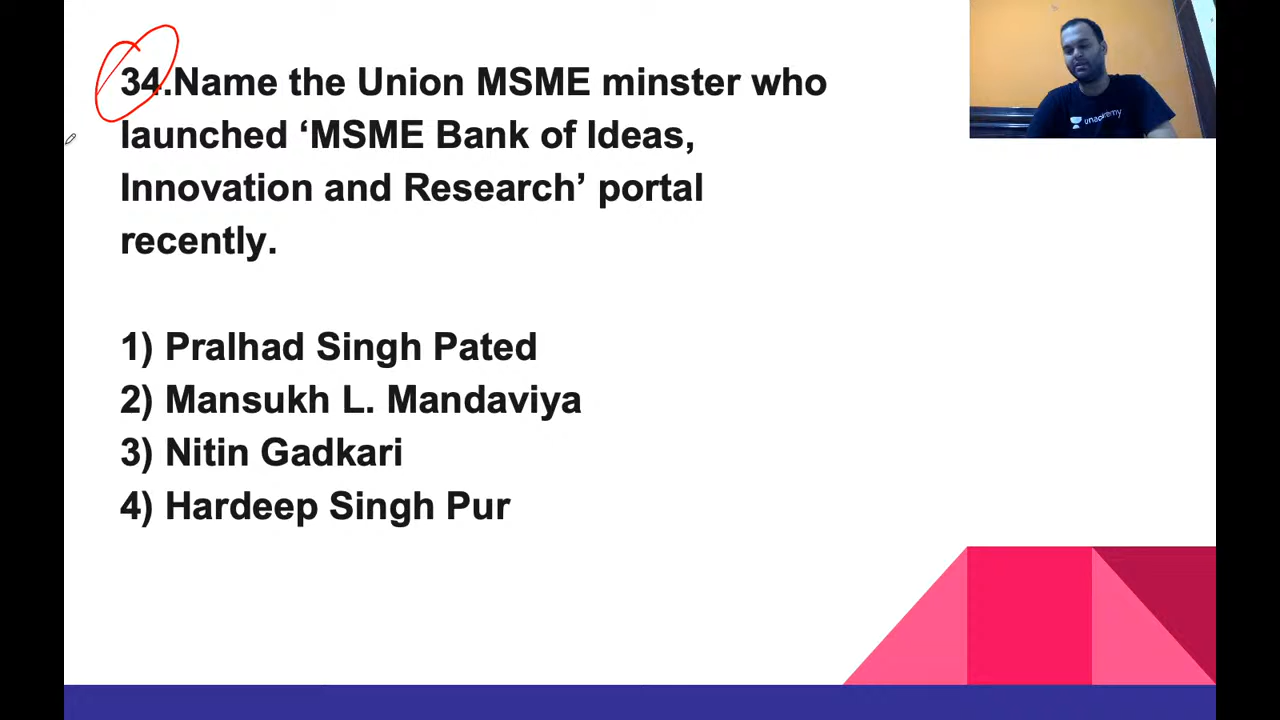 34.Name the Union MSME minster who
launched ‘MSME Bank of Ideas,
Innovation and Research’ portal
recently.
1) Pralhad Singh Pated
2) Mansukh L. Mandaviya
3) Nitin Gadkari
4) Hardeep Singh Pur
unacademy